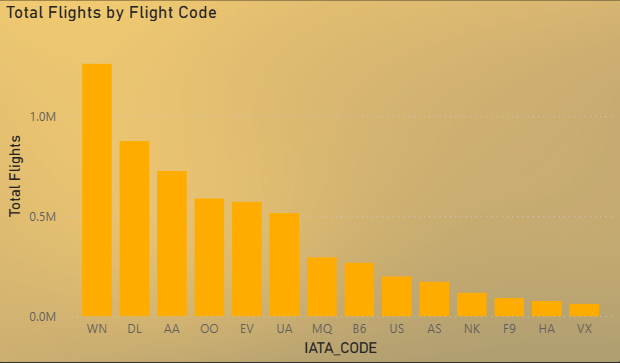 Total Flights by Flight Code
Total Flights
1.0M
0.5M
0.0M
WN DL AA OO EV UA MQ B6 US AS NK F9 HA VX
IATA_CODE